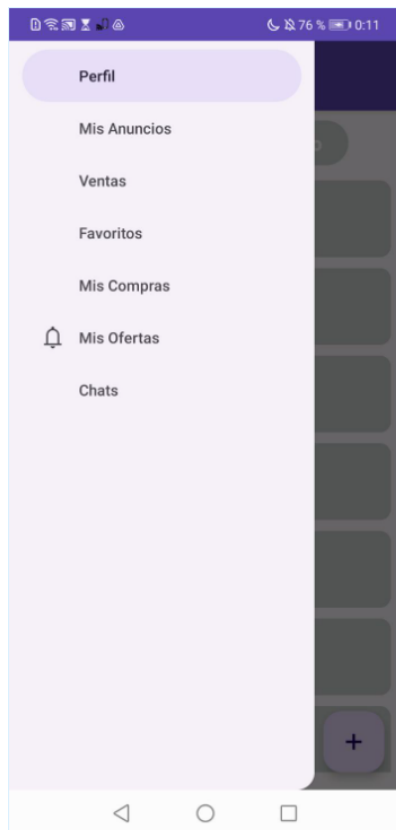 76 % 0:11
Perfil
Mis Anuncios
Ventas
Favoritos
Mis Compras
Mis Ofertas
Chats
+